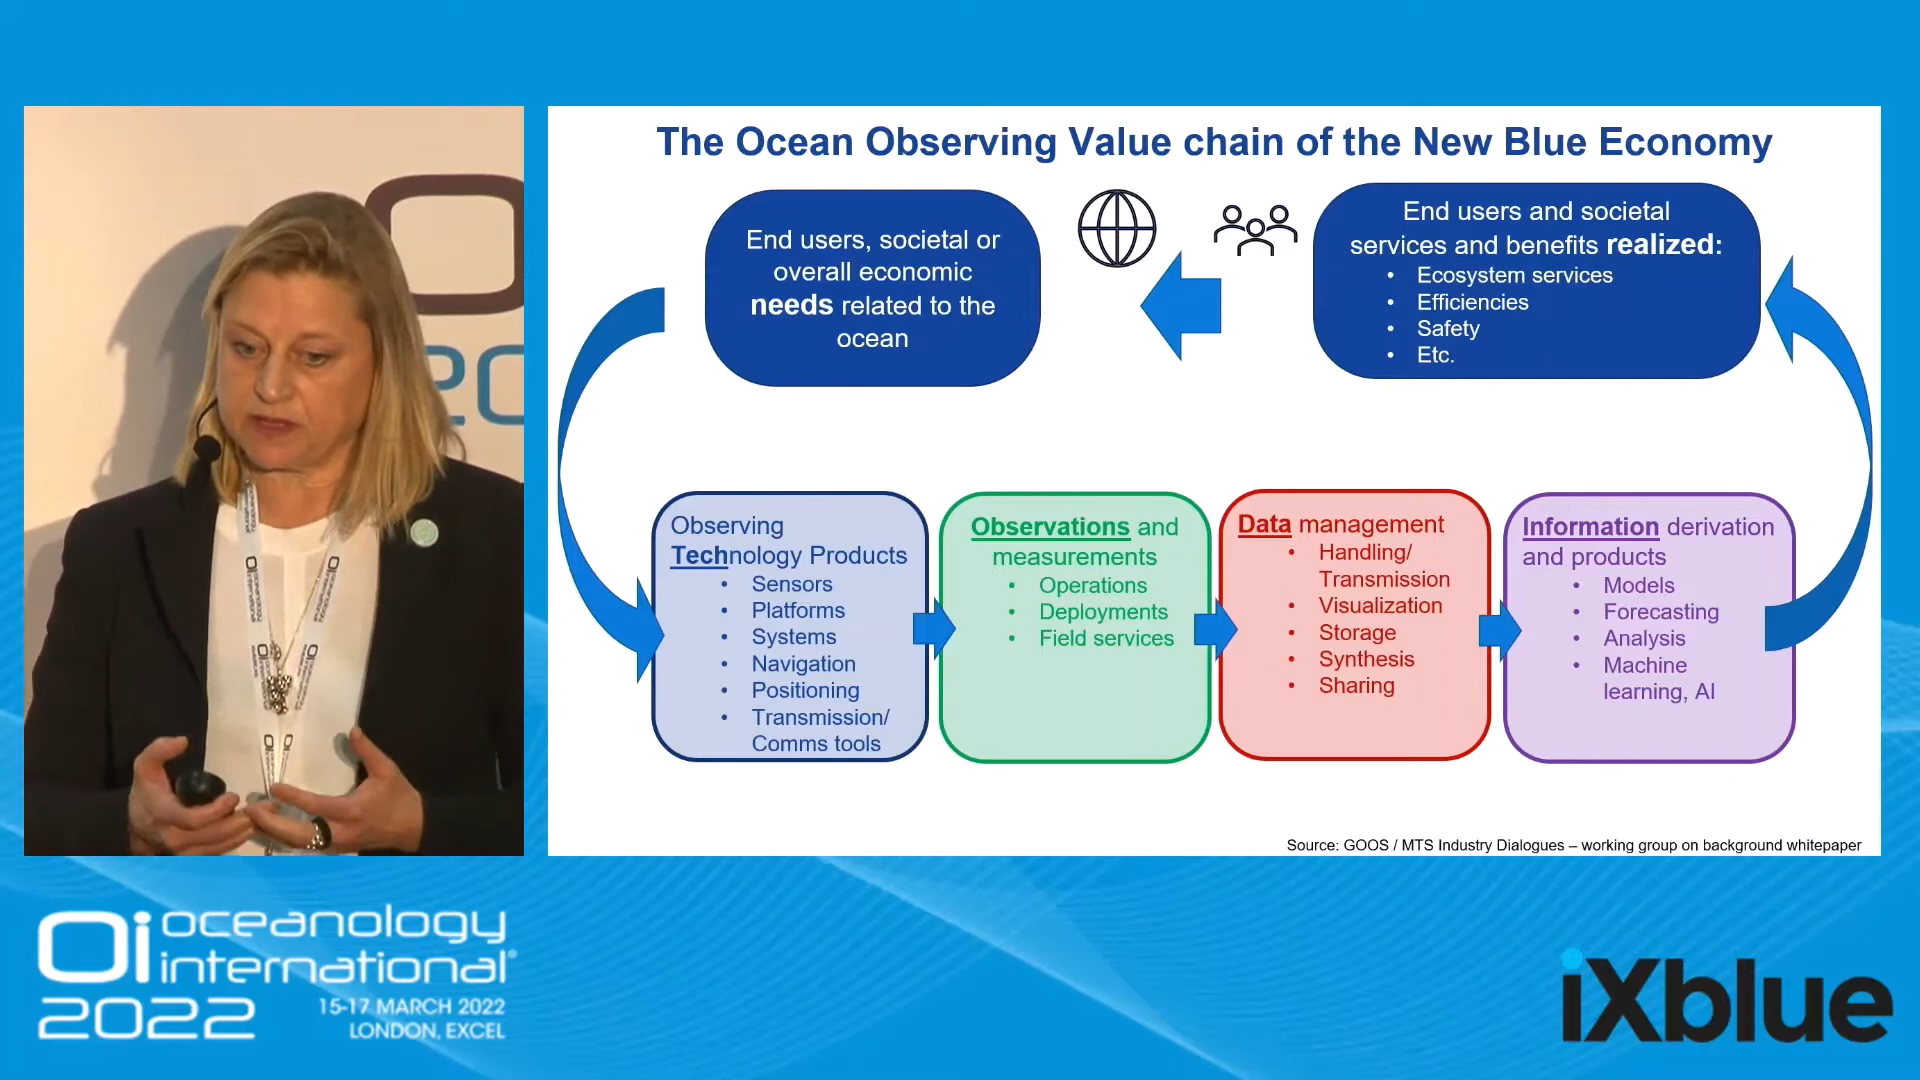 The Ocean Observing Value chain of the New Blue Economy
End users, societal or
overall economic
needs related to the
ocean
End users and societal
services and benefits realized:
• Ecosystem services
• Efficiencies
• Safety
• Etc.
Observing
Technology Products
• Sensors
• Platforms
• Systems
• Navigation
• Positioning
• Transmission/
Comms tools
Observations and
measurements
• Operations
• Deployments
• Field services
Data management
• Handling/
Transmission
• Visualization
• Storage
• Synthesis
• Sharing
Information derivation
and products
• Models
• Forecasting
• Analysis
• Machine
learning, AI
Source: GOOS / MTS Industry Dialogues – working group on background whitepaper
Oi oceanology
international
2022
15-17 MARCH 2022
LONDON, EXCEL
iXblue